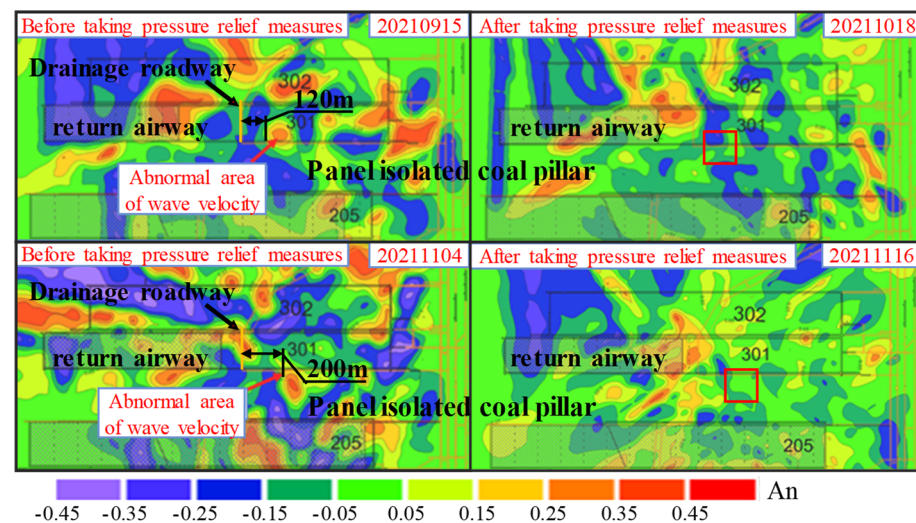 Before taking pressure relief measures 20210915
After taking pressure relief measures 20211018
Drainage roadway
302
302
120m
301
301
return airway
return airway
Abnormal area
of wave velocity
Panel isolated coal pillar
205
205
Before taking pressure relief measures 20211104
After taking pressure relief measures 20211116
Drainage roadway
302
302
301
301
return airway
return airway
200m
Abnormal area
of wave velocity
Panel isolated coal pillar
205
205
An
-0.45 -0.35 -0.25 -0.15 -0.05 0.05 0.15 0.25 0.35 0.45